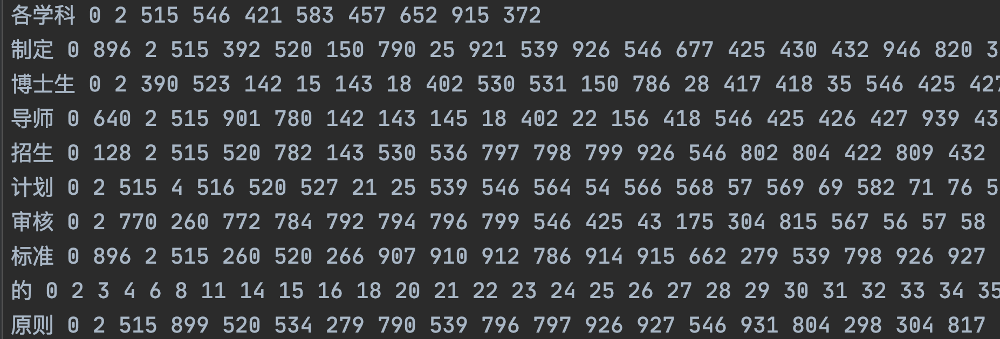 各学科 0 2 515 546 421 583 457 652 915 372
制定 0 896 2 515 392 520 150 790 25 921 539 926 546 677 425 430 432 946 820 3
博士生 0 2 390 523 142 15 143 18 402 530 531 150 786 28 417 418 35 546 425 427
导师 0 640 2 515 901 780 142 143 145 18 402 22 156 418 546 425 426 427 939 43
招生 0 128 2 515 520 782 143 530 536 797 798 799 926 546 802 804 422 809 432
计划 0 2 515 4 516 520 527 21 25 539 546 564 54 566 568 57 569 69 582 71 76 5
审核 0 2 770 260 772 784 792 794 796 799 546 425 43 175 304 815 567 56 57 58
标准 0 896 2 515 260 520 266 907 910 912 786 914 915 662 279 539 798 926 927
的 0 2 3 4 6 8 11 14 15 16 18 20 21 22 23 24 25 26 27 28 29 30 31 32 33 34 35
原则 0 2 515 899 520 534 279 790 539 796 797 926 927 546 931 804 298 304 817